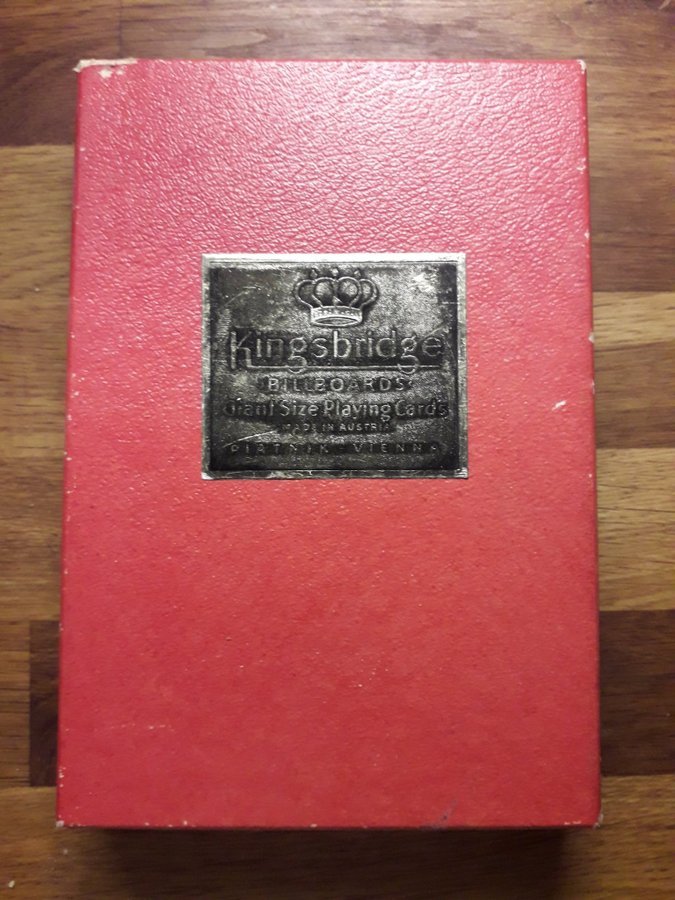 Kingsbridge
BILLBOARDS
Giant Size Playing Cards
MADE IN AUSTRIA
PIATNIK · VIENNA